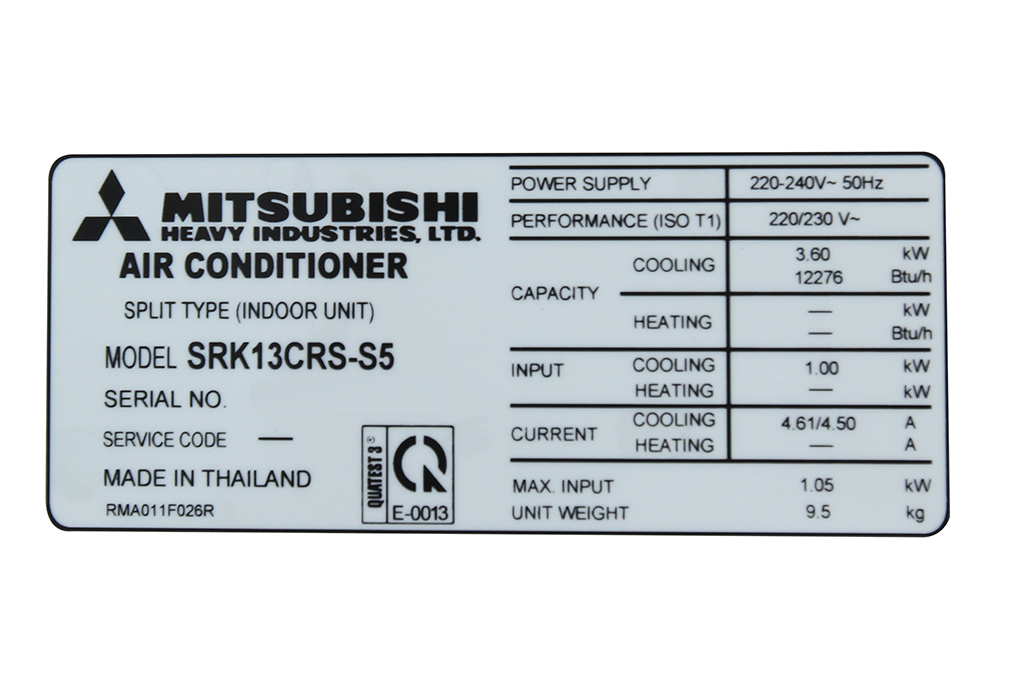 MITSUBISHI
HEAVY INDUSTRIES, LTD.
AIR CONDITIONER
SPLIT TYPE (INDOOR UNIT)
MODEL SRK13CRS-S5
SERIAL NO.
SERVICE CODE —
MADE IN THAILAND
RMA011F026R
QUATEST 3 ®
E-0013
POWER SUPPLY 220-240V~ 50Hz
PERFORMANCE (ISO T1) 220/230 V~
CAPACITY
COOLING 3.60 kW
12276 Btu/h
HEATING — kW
— Btu/h
INPUT COOLING 1.00 kW
HEATING — kW
CURRENT COOLING 4.61/4.50 A
HEATING — A
MAX. INPUT 1.05 kW
UNIT WEIGHT 9.5 kg